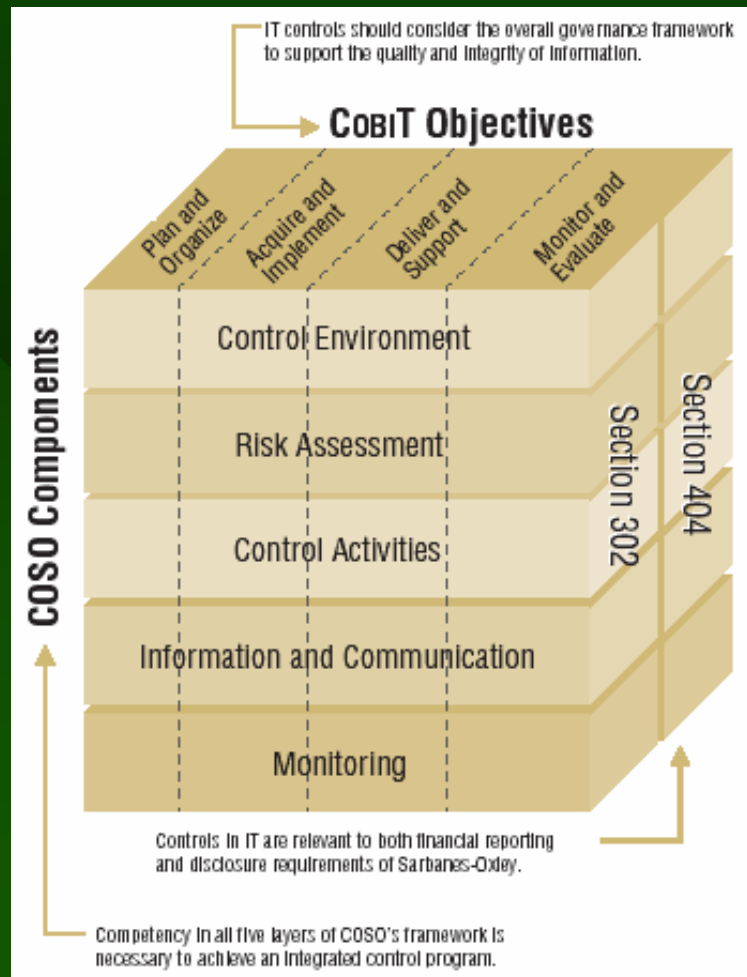 IT controls should consider the overall governance framework
to support the quality and integrity of information.
COBIT Objectives
Plan and
Organize
Acquire and
Implement
Deliver and
Support
Monitor and
Evaluate
COSO Components
Control Environment
Risk Assessment
Control Activities
Information and Communication
Monitoring
Section 302
Section 404
Controls in IT are relevant to both financial reporting
and disclosure requirements of Sarbanes-Oxley.
Competency in all five layers of COSO's framework is
necessary to achieve an integrated control program.